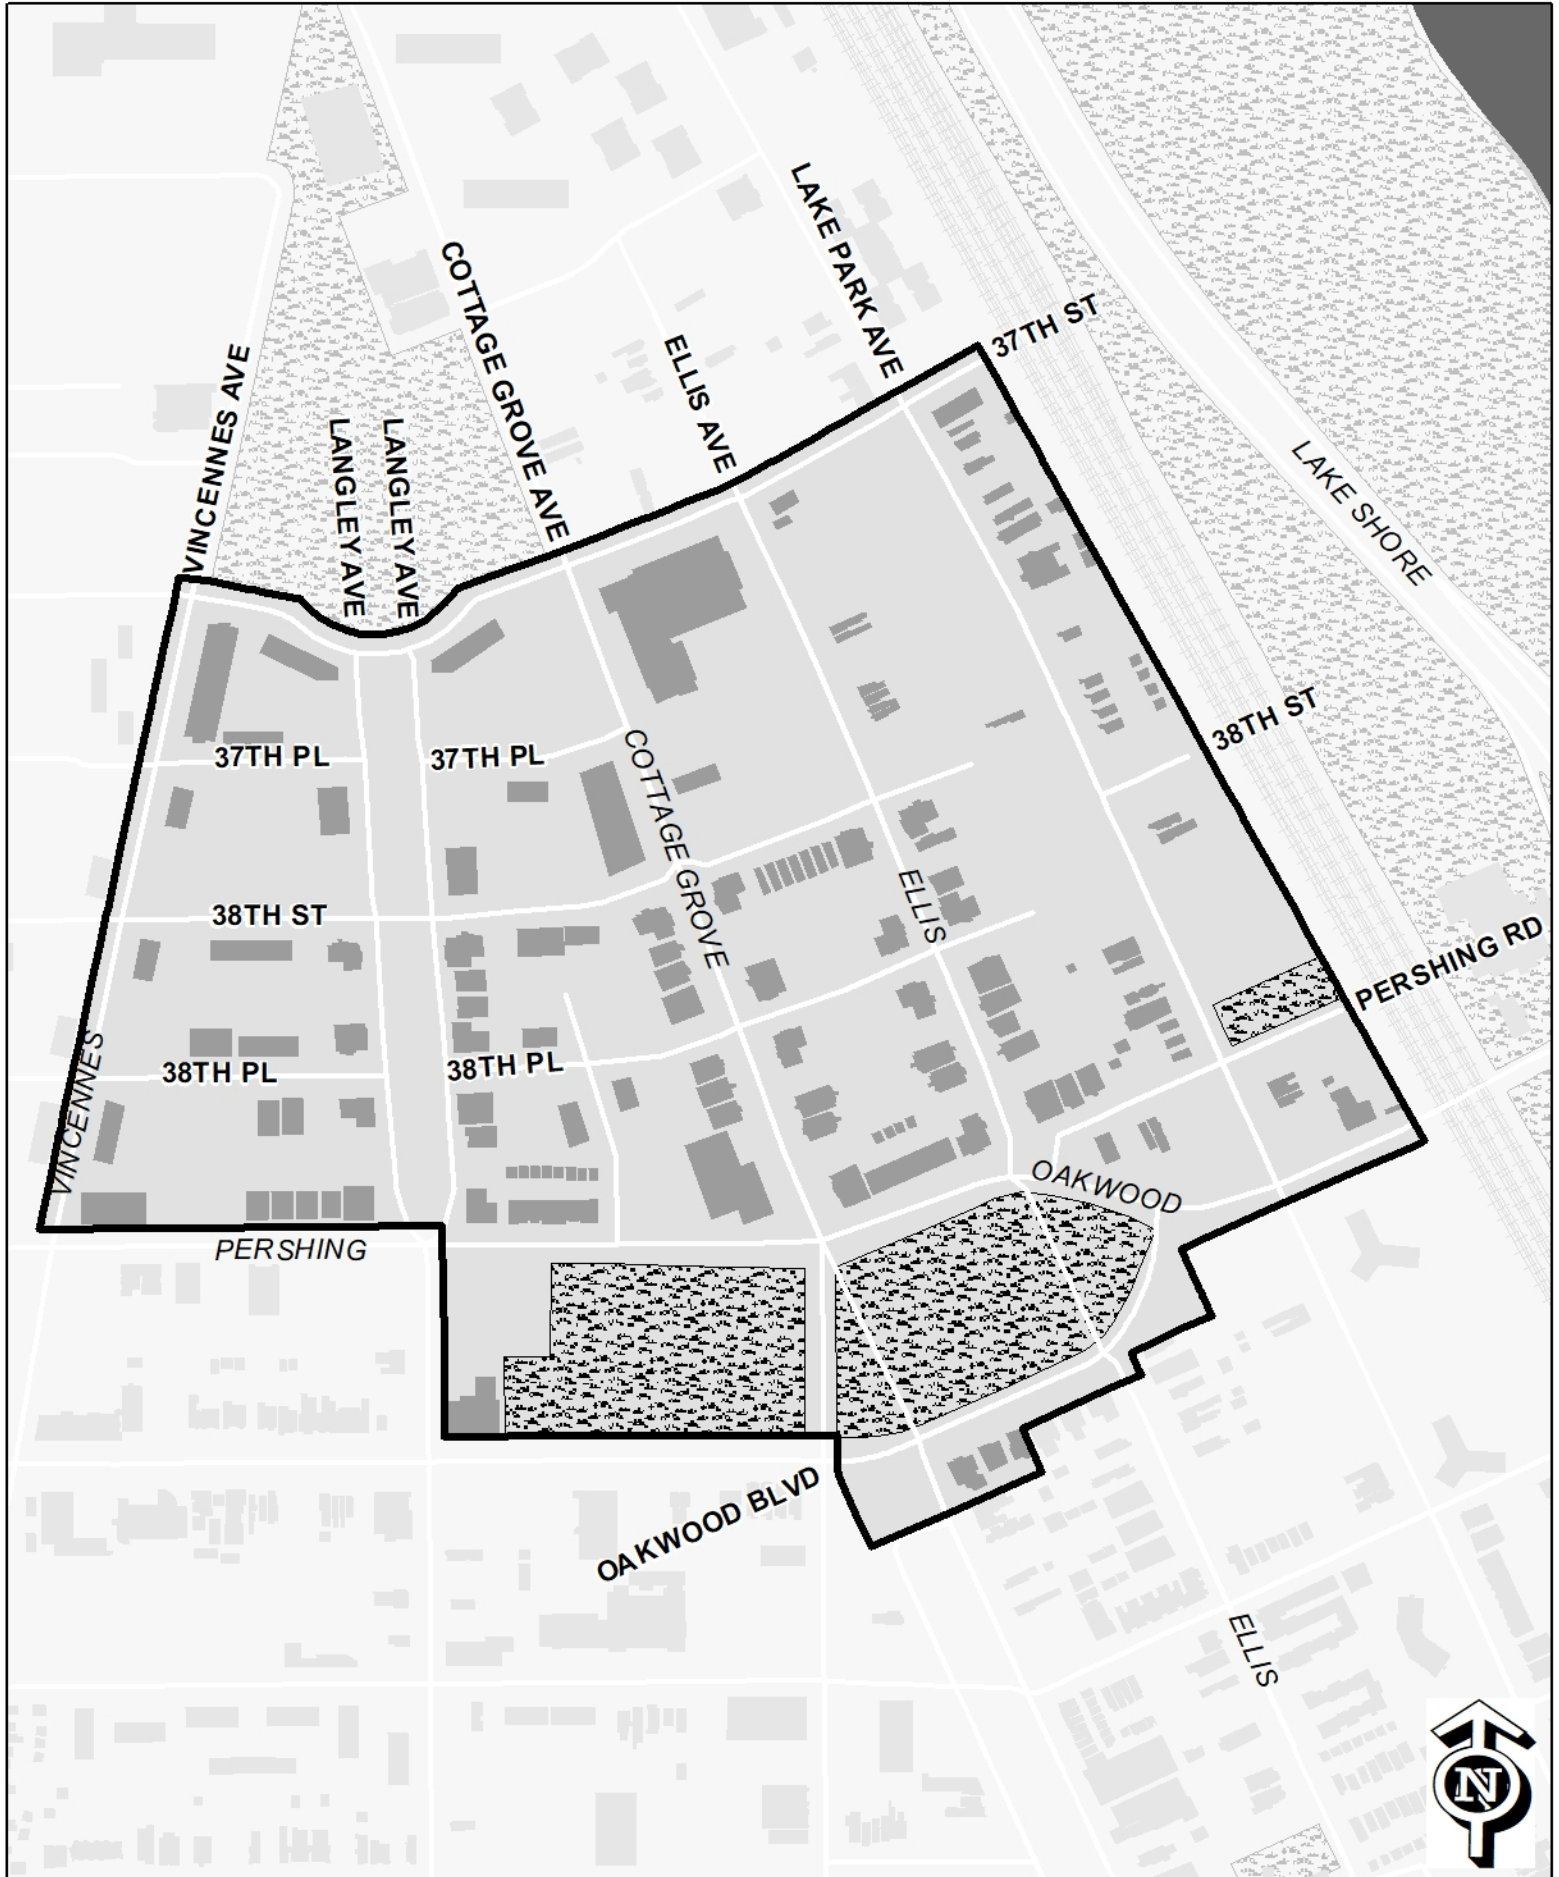 LAKE PARK AVE
COTTAGE GROVE AVE
37TH ST
ELLIS AVE
VINCENNES AVE
LANGLEY AVE
LANGLEY AVE
LAKE SHORE
38TH ST
37TH PL
37TH PL
COTTAGE GROVE
ELLIS
38TH ST
PERSHING RD
VINCENNES
38TH PL
38TH PL
OAKWOOD
PERSHING
OAKWOOD BLVD
ELLIS
N